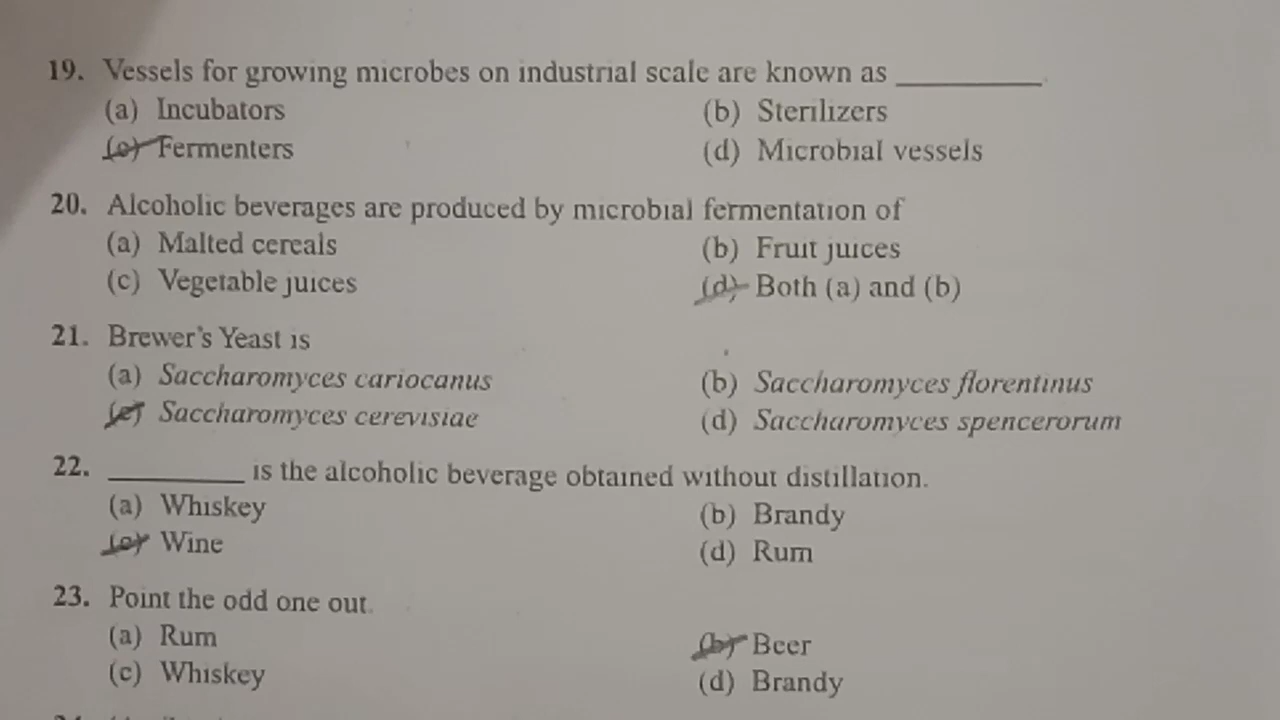 19. Vessels for growing microbes on industrial scale are known as __________.
(a) Incubators (b) Sterilizers
(c) Fermenters (d) Microbial vessels
20. Alcoholic beverages are produced by microbial fermentation of
(a) Malted cereals (b) Fruit juices
(c) Vegetable juices (d) Both (a) and (b)
21. Brewer's Yeast is
(a) Saccharomyces cariocanus (b) Saccharomyces florentinus
(c) Saccharomyces cerevisiae (d) Saccharomyces spencerorum
22. __________ is the alcoholic beverage obtained without distillation.
(a) Whiskey (b) Brandy
(c) Wine (d) Rum
23. Point the odd one out.
(a) Rum (b) Beer
(c) Whiskey (d) Brandy